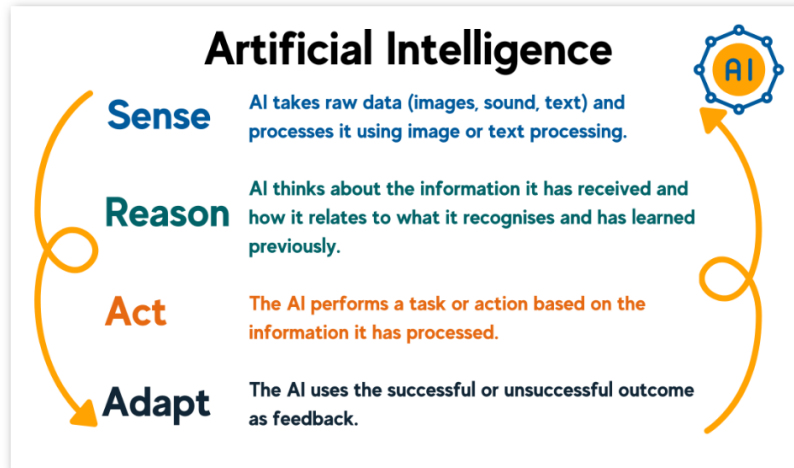 Artificial Intelligence
AI
Sense
AI takes raw data (images, sound, text) and
processes it using image or text processing.
Reason
AI thinks about the information it has received and
how it relates to what it recognises and has learned
previously.
Act
The AI performs a task or action based on the
information it has processed.
Adapt
The AI uses the successful or unsuccessful outcome
as feedback.